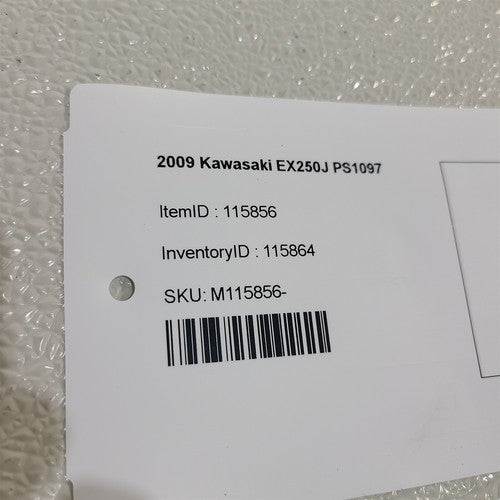 2009 Kawasaki EX250J PS1097
ItemID : 115856
InventoryID : 115864
SKU: M115856-